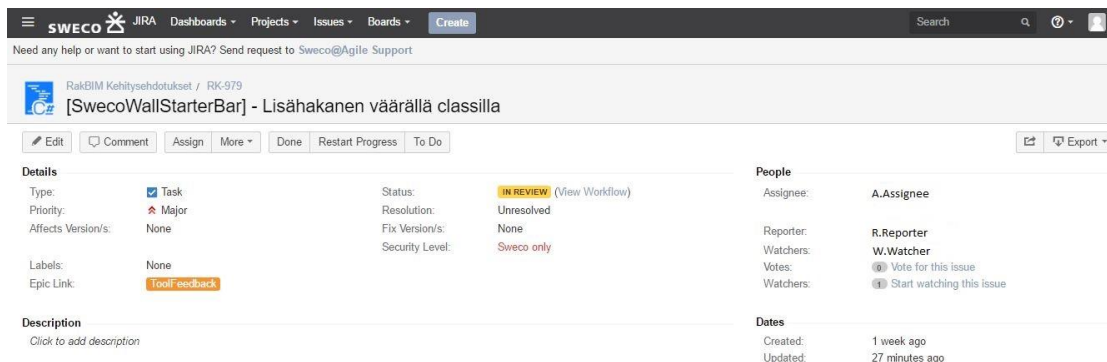 SWECO JIRA Dashboards Projects Issues Boards Create Search
Need any help or want to start using JIRA? Send request to Sweco@Agile Support
RakBIM Kehitysehdotukset / RK-979
C#
[SwecoWallStarterBar] - Lisähakanen väärällä classilla
Edit Comment Assign More Done Restart Progress To Do Export
Details
Type: Task Status: IN REVIEW (View Workflow)
Priority: Major Resolution: Unresolved
Affects Version/s: None Fix Version/s: None
Security Level: Sweco only
Labels: None
Epic Link: ToolFeedback
Description
Click to add description
People
Assignee: A.Assignee
Reporter: R.Reporter
Watchers: W.Watcher
Votes: 0 Vote for this issue
Watchers: 1 Start watching this issue
Dates
Created: 1 week ago
Updated: 27 minutes ago